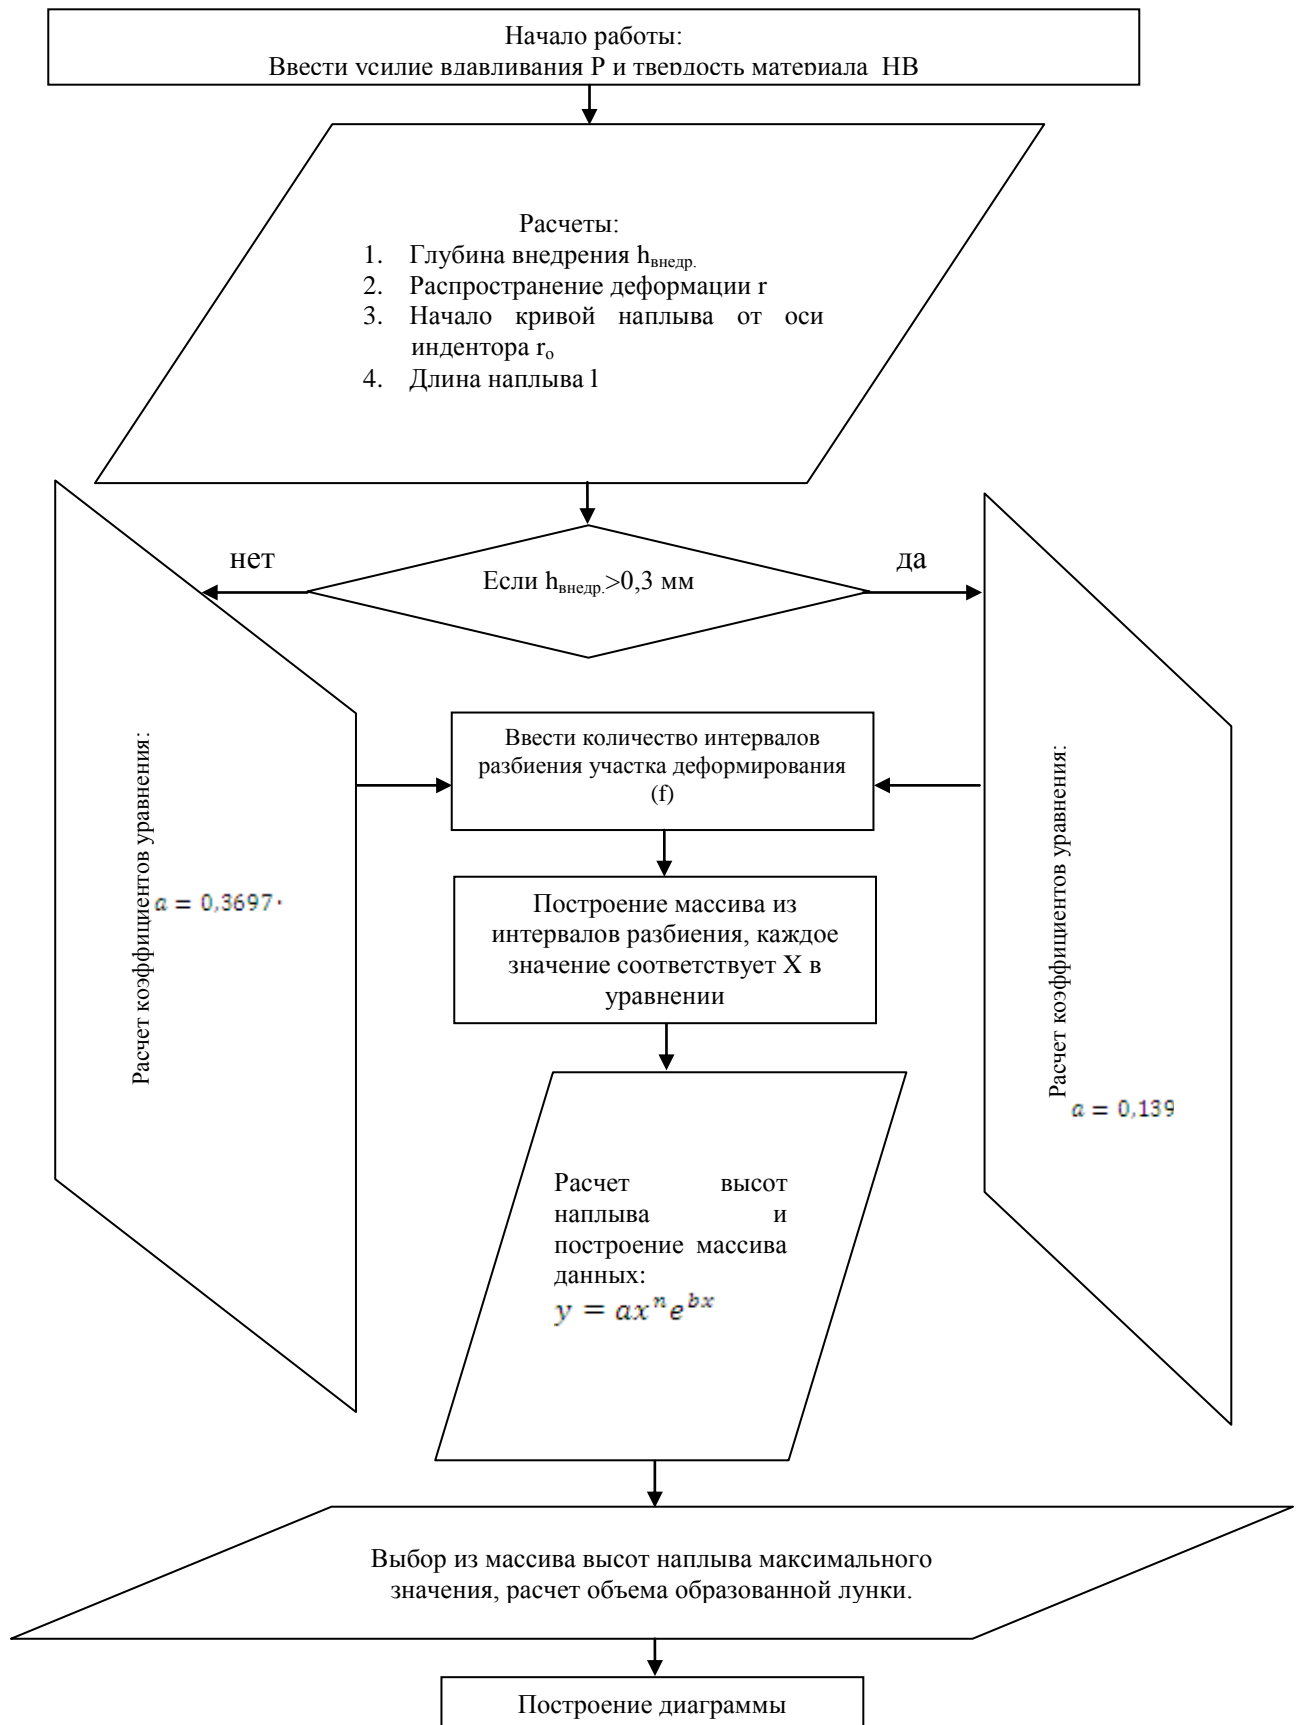 Начало работы:
Ввести усилие вдавливания Р и твердость материала НВ
Расчеты:
1. Глубина внедрения hвнедр.
2. Распространение деформации r
3. Начало кривой наплыва от оси
индентора ro
4. Длина наплыва l
нет
Если hвнедр.>0,3 мм
да
Расчет коэффициентов уравнения:
a = 0,3697·
Ввести количество интервалов
разбиения участка деформирования
(f)
Расчет коэффициентов уравнения:
a = 0,139
Построение массива из
интервалов разбиения, каждое
значение соответствует X в
уравнении
Расчет высот
наплыва и
построение массива
данных:
y = axⁿeᵇˣ
Выбор из массива высот наплыва максимального
значения, расчет объема образованной лунки.
Построение диаграммы